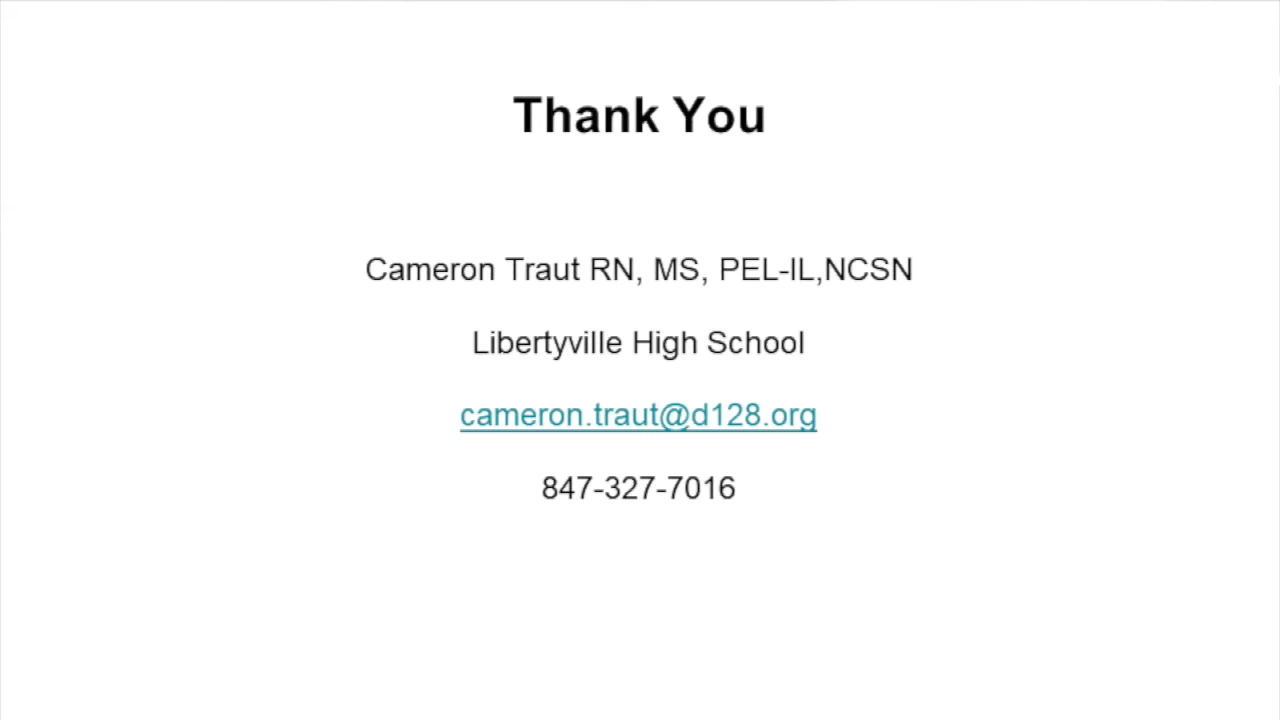 Thank You
Cameron Traut RN, MS, PEL-IL,NCSN
Libertyville High School
cameron.traut@d128.org
847-327-7016